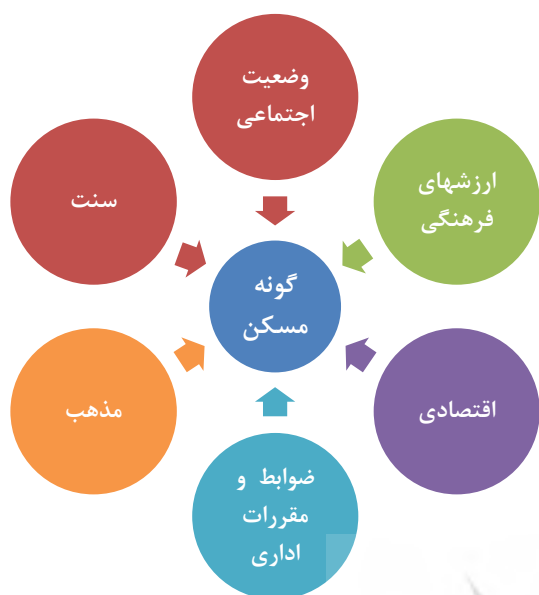 وضعیت
اجتماعی
ارزشهای
فرهنگی
سنت
گونه
مسکن
اقتصادی
مذهب
ضوابط و
مقررات
اداری